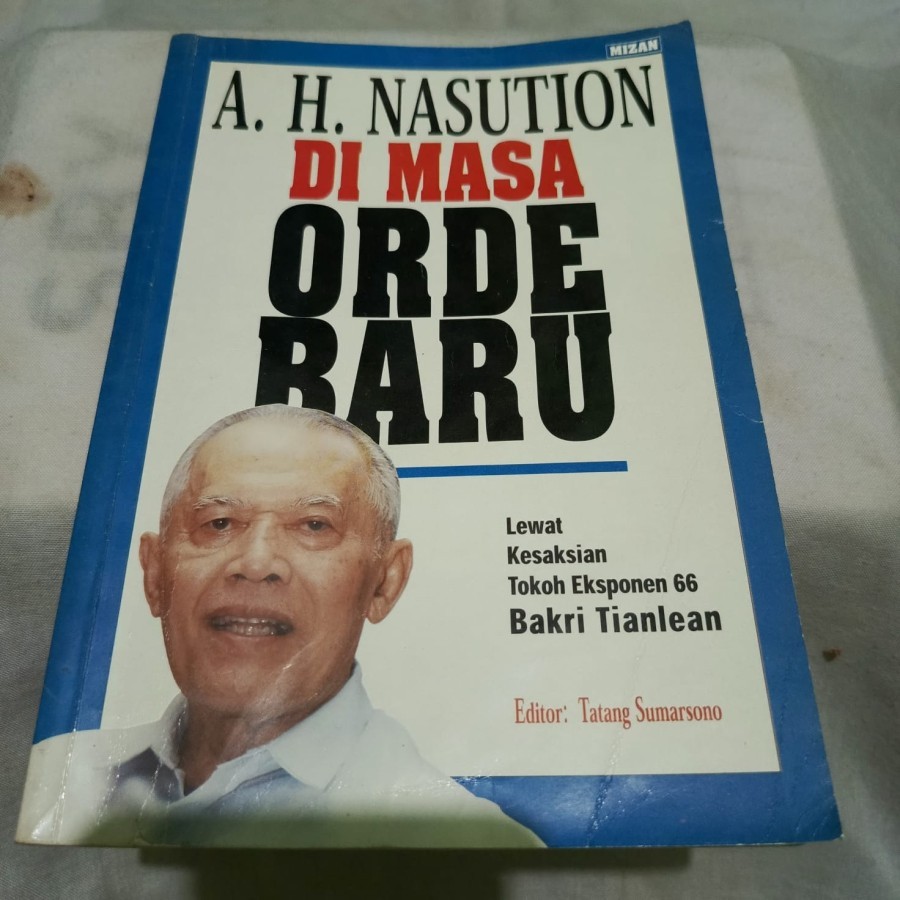 MIZAN
A. H. NASUTION
DI MASA
ORDE
BARU
Lewat
Kesaksian
Tokoh Eksponen 66
Bakri Tianlean
Editor: Tatang Sumarsono